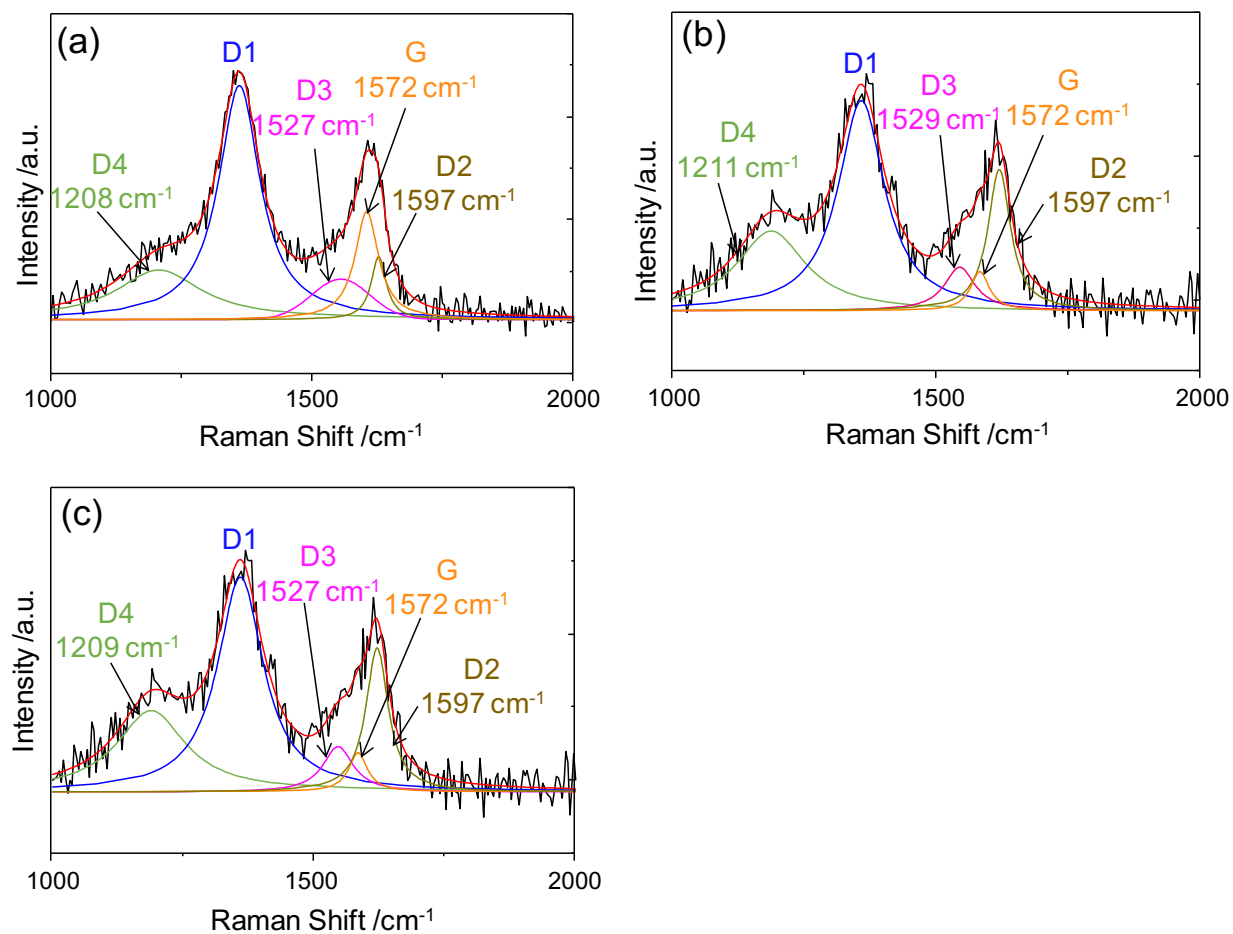 (a)
D1
G
1572 cm-1
D3
1527 cm-1
D4
1208 cm-1
D2
1597 cm-1
Intensity /a.u.
1000
1500
2000
Raman Shift /cm-1
(b)
D1
G
1572 cm-1
D3
1529 cm-1
D4
1211 cm-1
D2
1597 cm-1
Intensity /a.u.
1000
1500
2000
Raman Shift /cm-1
(c)
D1
D3
1527 cm-1
G
1572 cm-1
D4
1209 cm-1
D2
1597 cm-1
Intensity /a.u.
1000
1500
2000
Raman Shift /cm-1